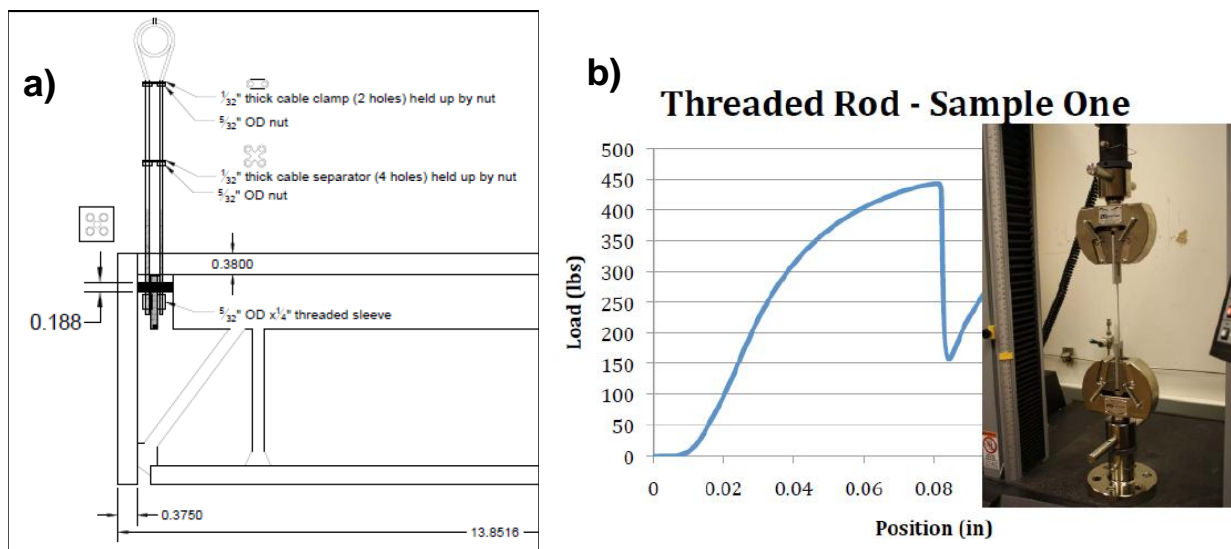 a)
1/32" thick cable clamp (2 holes) held up by nut
5/32" OD nut
1/32" thick cable separator (4 holes) held up by nut
5/32" OD nut
0.3800
0.188
5/32" OD x1/4" threaded sleeve
0.3750
13.8516
b)
Threaded Rod - Sample One
Load (lbs)
500
450
400
350
300
250
200
150
100
50
0
0 0.02 0.04 0.06 0.08
Position (in)